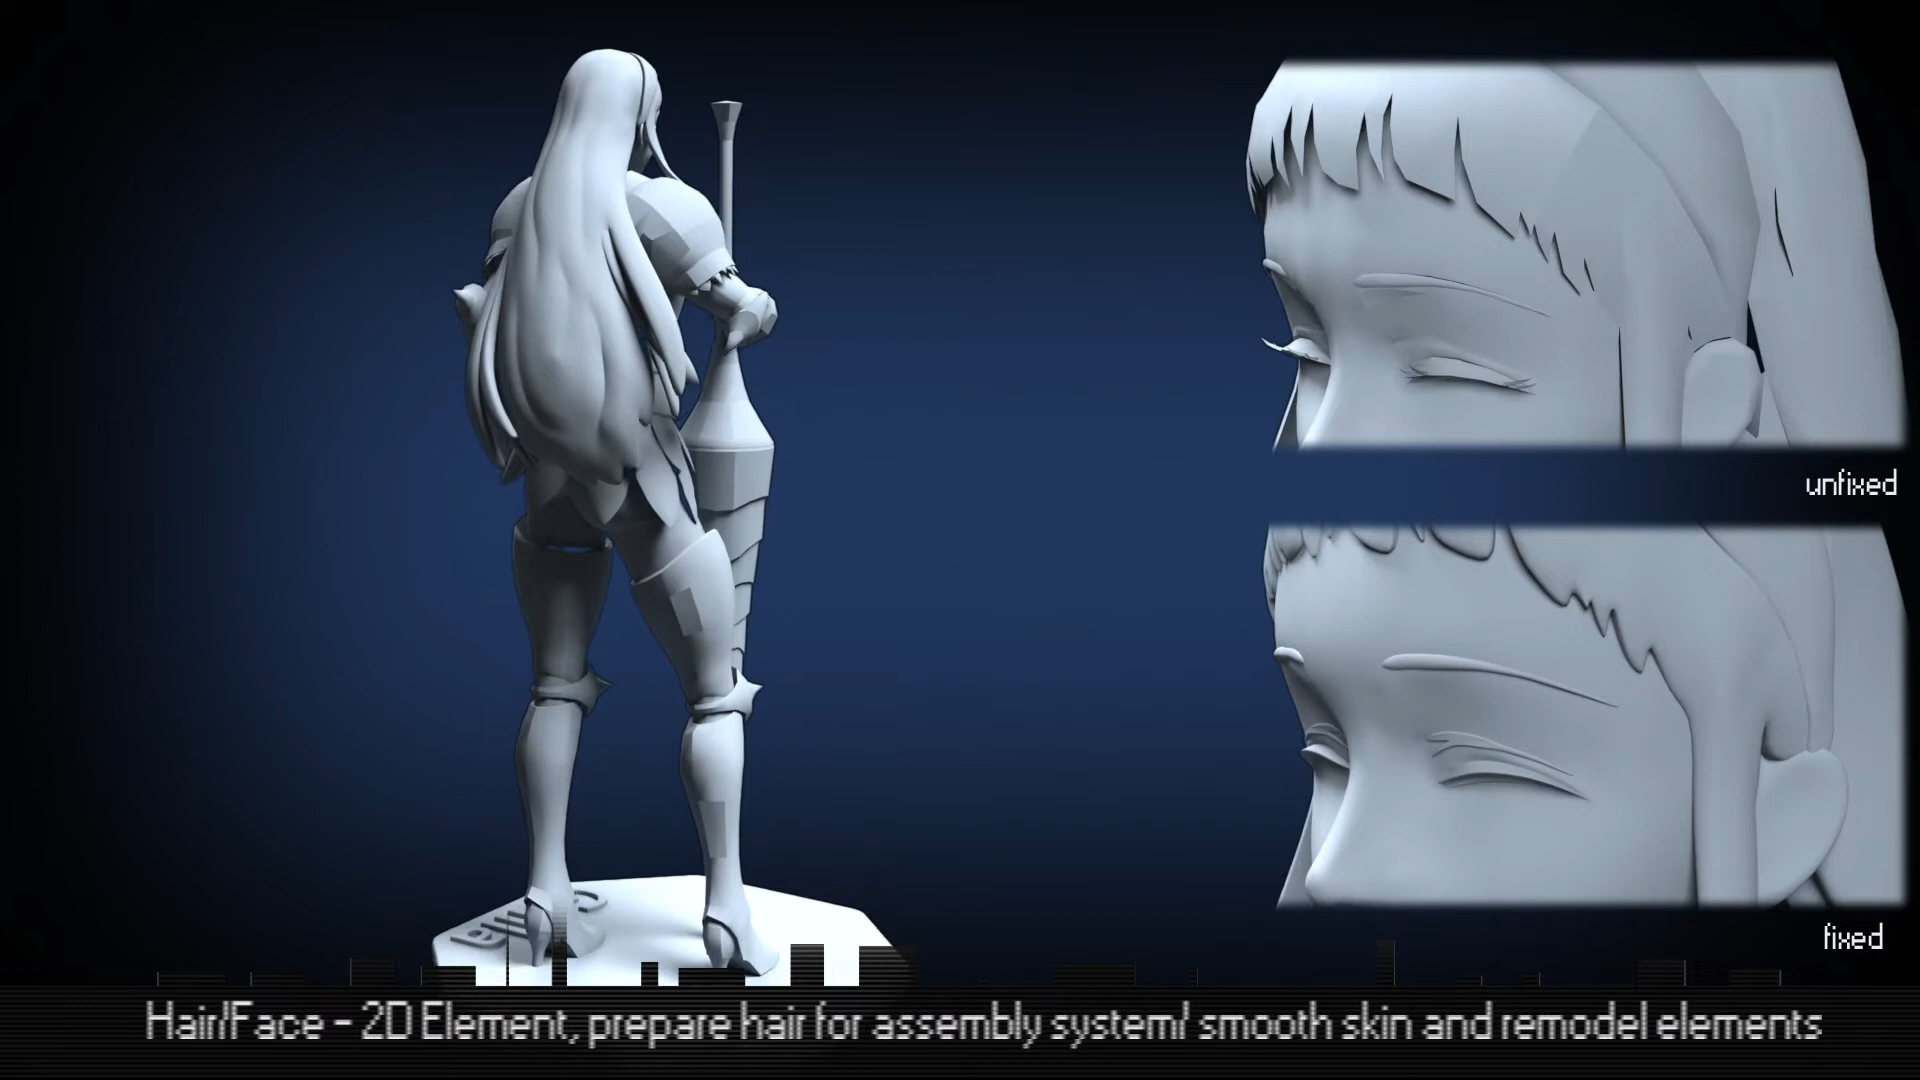 unfixed
fixed
Hair/Face - 2D Element, prepare hair for assembly system/ smooth skin and remodel elements